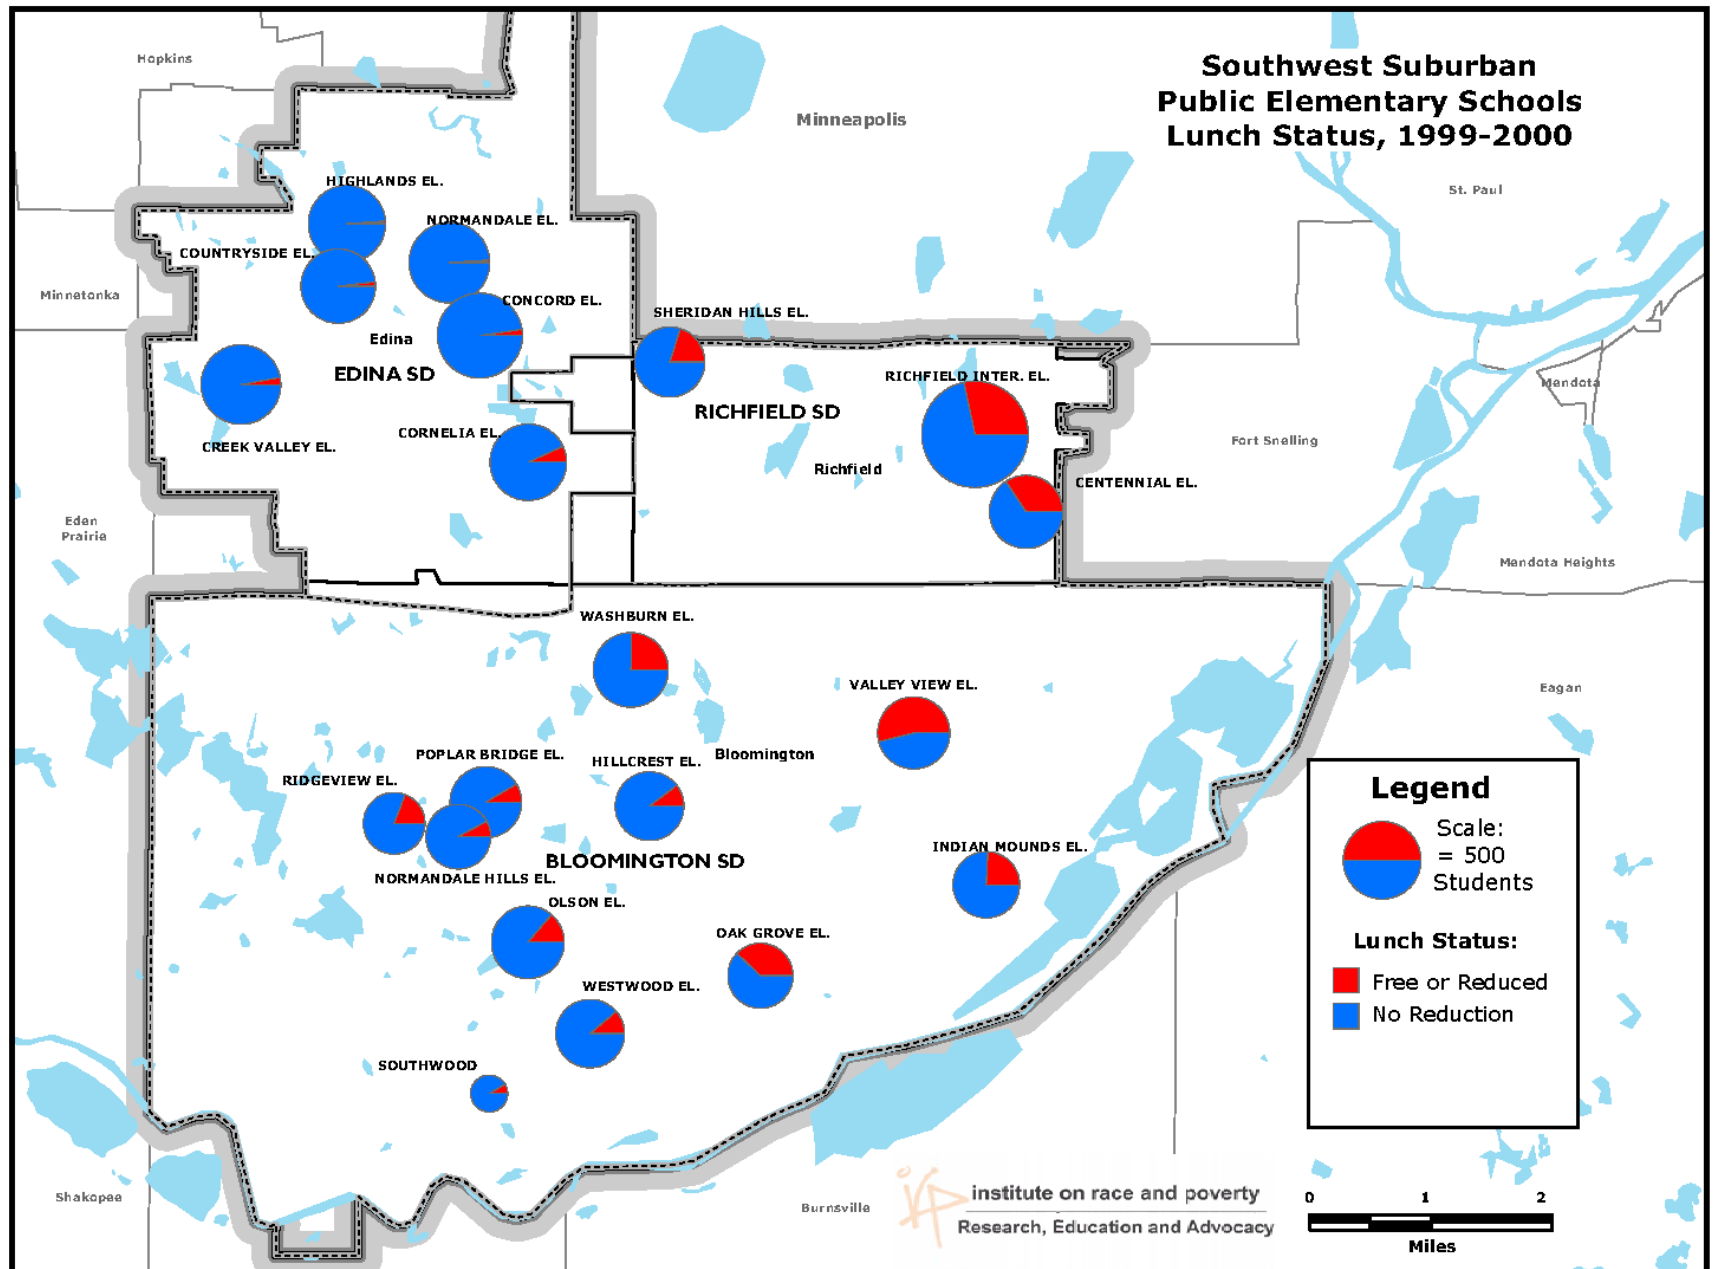 Southwest Suburban
Public Elementary Schools
Lunch Status, 1999-2000
Hopkins
Minneapolis
St. Paul
HIGHLANDS EL.
NORMANDALE EL.
COUNTRYSIDE EL.
Minnetonka
CONCORD EL.
SHERIDAN HILLS EL.
Edina
EDINA SD
RICHFIELD INTER. EL.
Mendota
RICHFIELD SD
CORNELIA EL.
CREEK VALLEY EL.
Fort Snelling
Richfield
CENTENNIAL EL.
Eden
Prairie
Mendota Heights
WASHBURN EL.
VALLEY VIEW EL.
Eagan
POPLAR BRIDGE EL.
HILLCREST EL.
Bloomington
RIDGEVIEW EL.
BLOOMINGTON SD
INDIAN MOUNDS EL.
NORMANDALE HILLS EL.
OLSON EL.
OAK GROVE EL.
WESTWOOD EL.
SOUTHWOOD
Legend
Scale:
= 500
Students
Lunch Status:
Free or Reduced
No Reduction
Shakopee
Burnsville
irp
institute on race and poverty
Research, Education and Advocacy
0 1 2
Miles